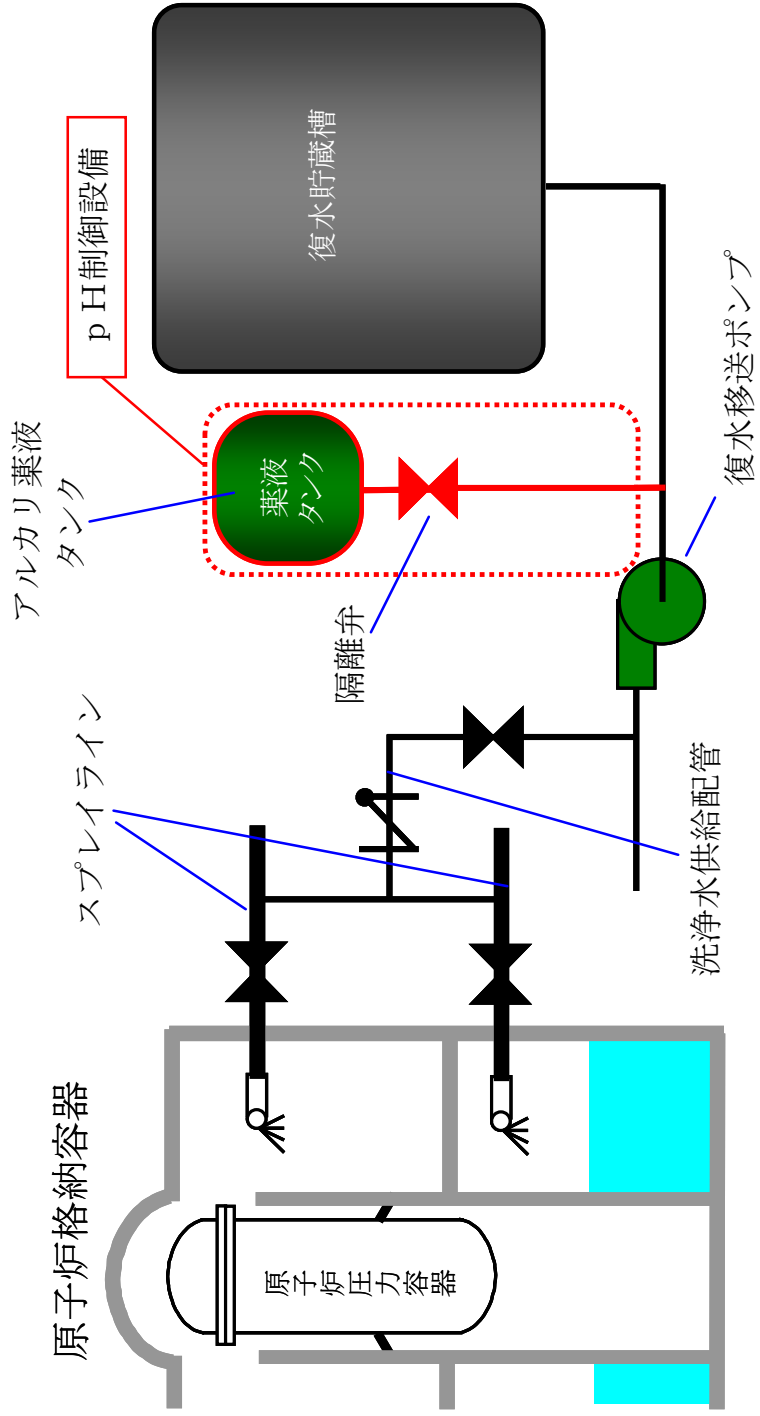 原子炉格納容器
原子炉圧力容器
スプレイライン
アルカリ薬液
タンク
ｐＨ制御設備
薬液
タンク
復水貯蔵槽
隔離弁
洗浄水供給配管
復水移送ポンプ